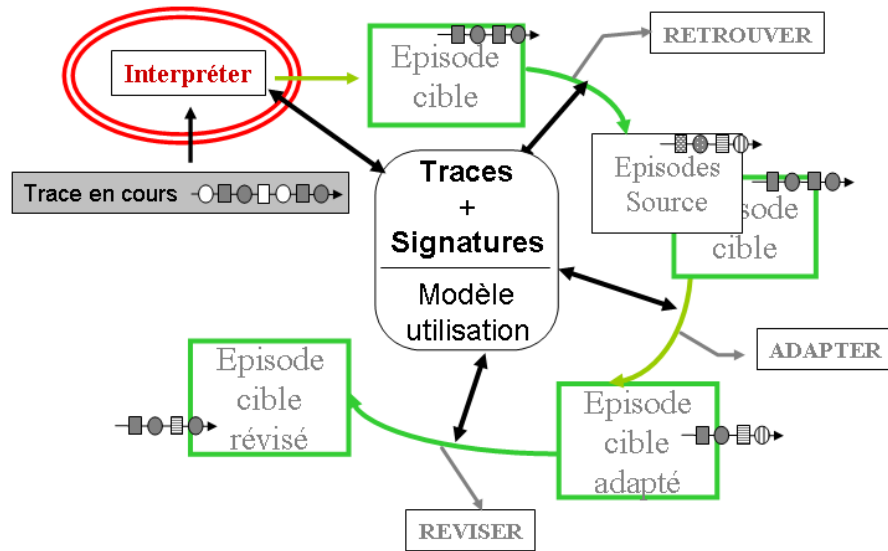 Interpréter
Episode
cible
RETROUVER
Trace en cours
Traces
+
Signatures
Modèle
utilisation
Episodes
Source
sode
cible
ADAPTER
Episode
cible
adapté
Episode
cible
révisé
REVISER